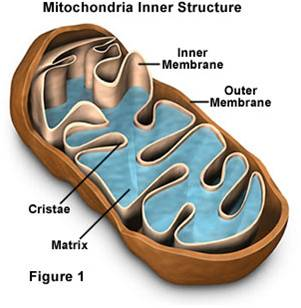 Mitochondria Inner Structure
Inner
Membrane
Outer
Membrane
Cristae
Matrix
Figure 1